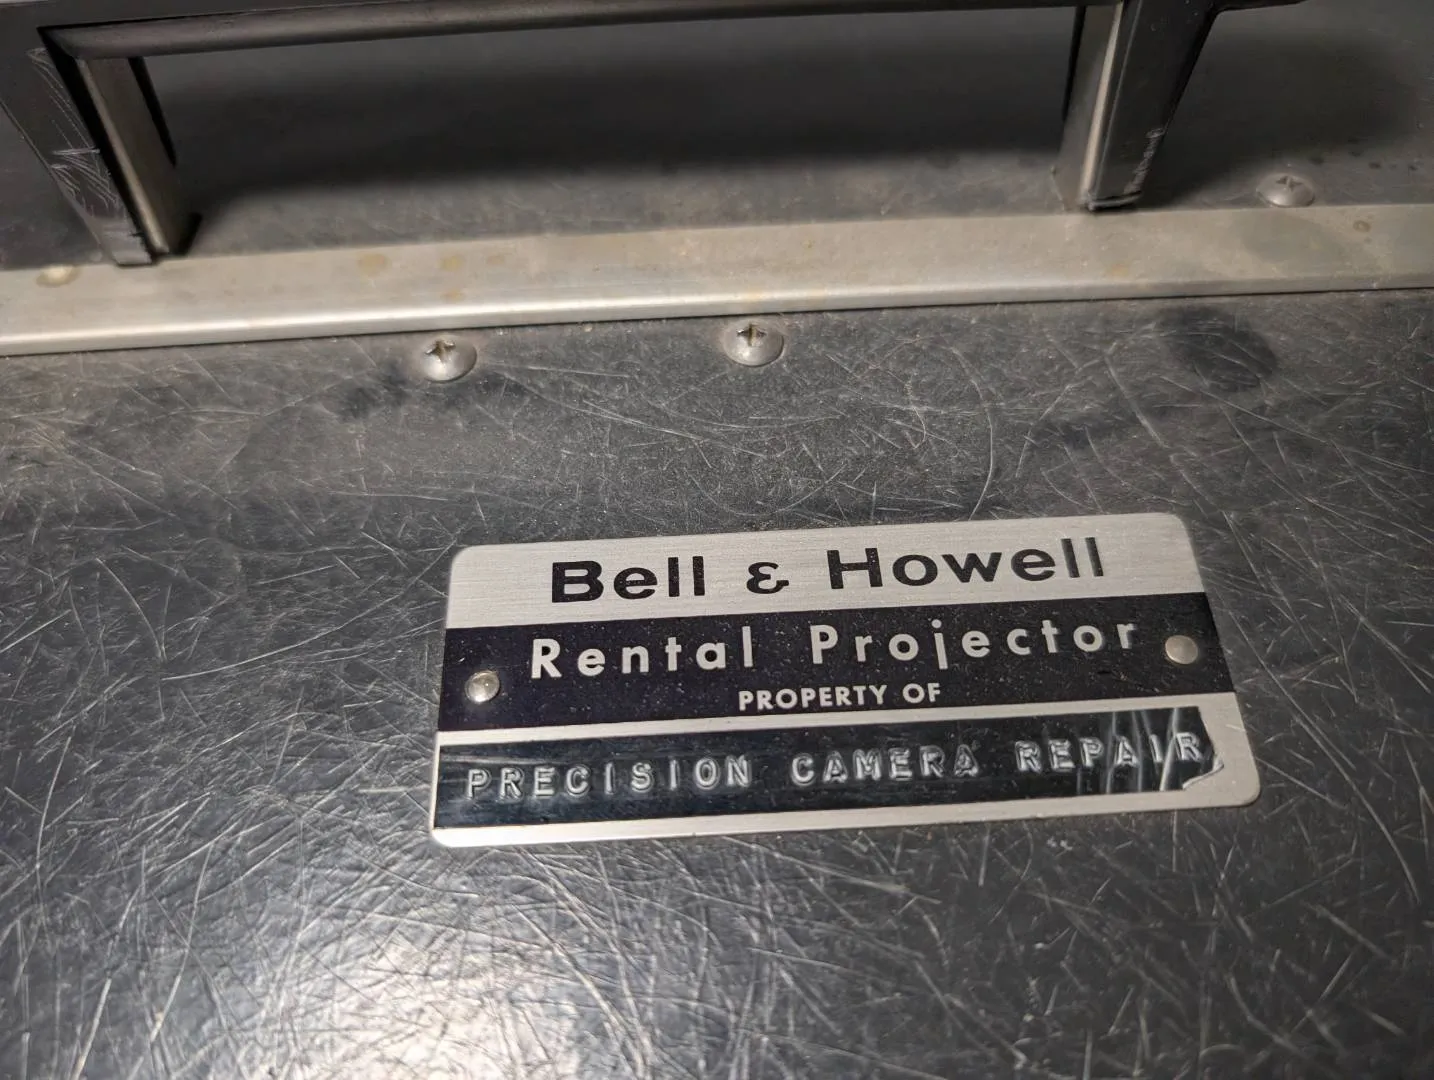 Bell & Howell
Rental Projector
PROPERTY OF
PRECISION CAMERA REPAIR